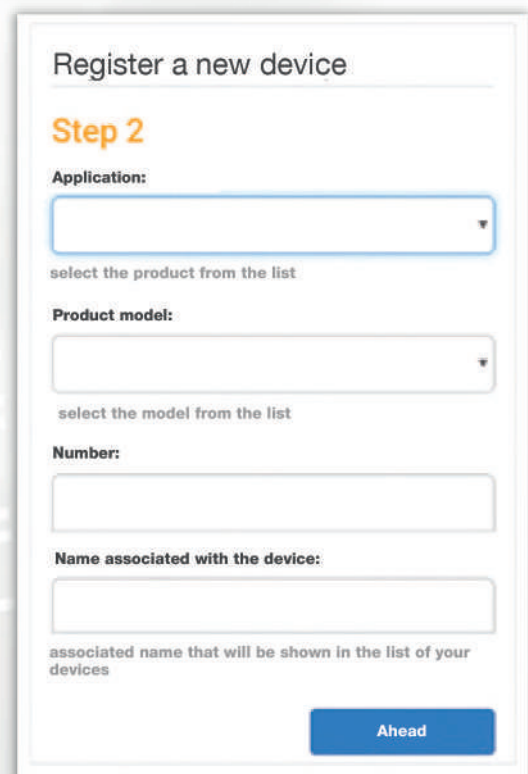 Register a new device
Step 2
Application:
select the product from the list
Product model:
select the model from the list
Number:
Name associated with the device:
associated name that will be shown in the list of your
devices
Ahead